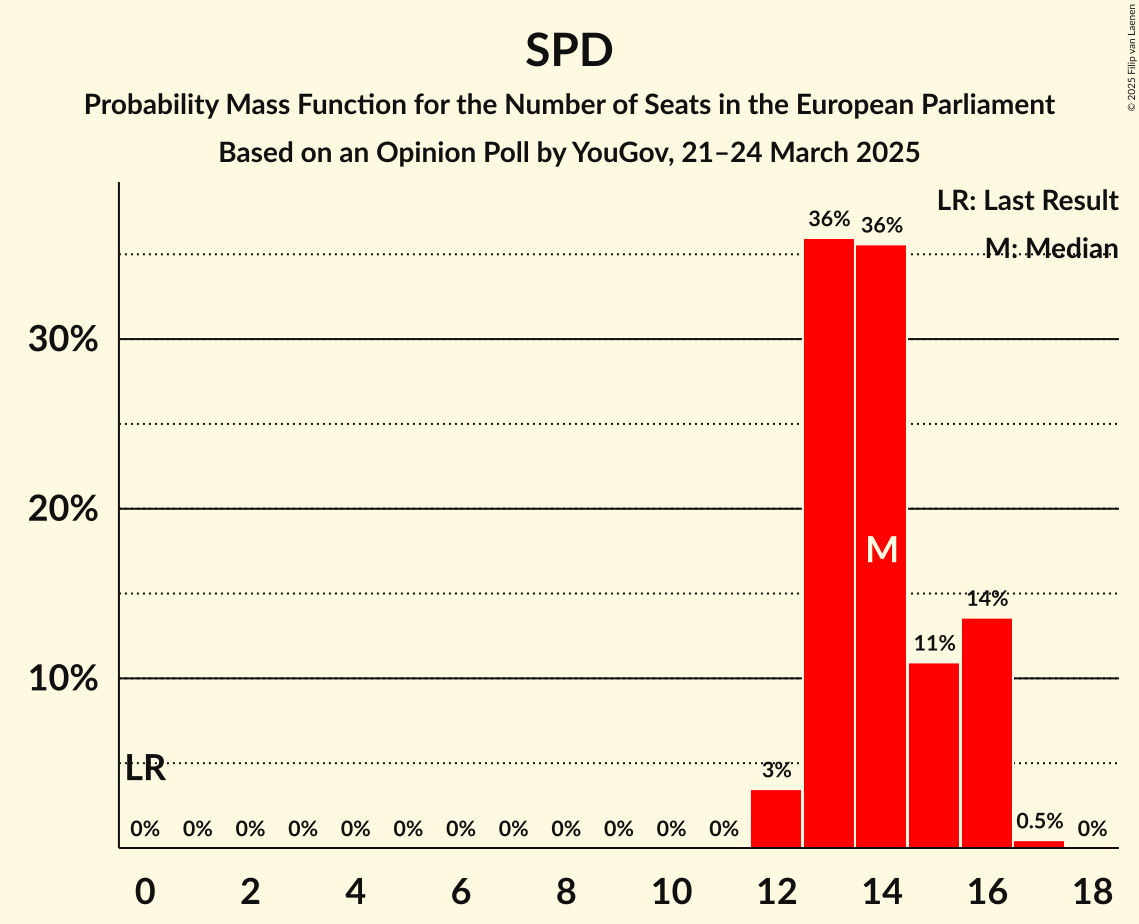 SPD
Probability Mass Function for the Number of Seats in the European Parliament
Based on an Opinion Poll by YouGov, 21–24 March 2025
© 2025 Filip van Laenen
LR: Last Result
M: Median
36% 36%
30%
20%
M
14%
11%
10%
LR
3%
0% 0% 0% 0% 0% 0% 0% 0% 0% 0% 0% 0% 0.5% 0%
0 2 4 6 8 10 12 14 16 18